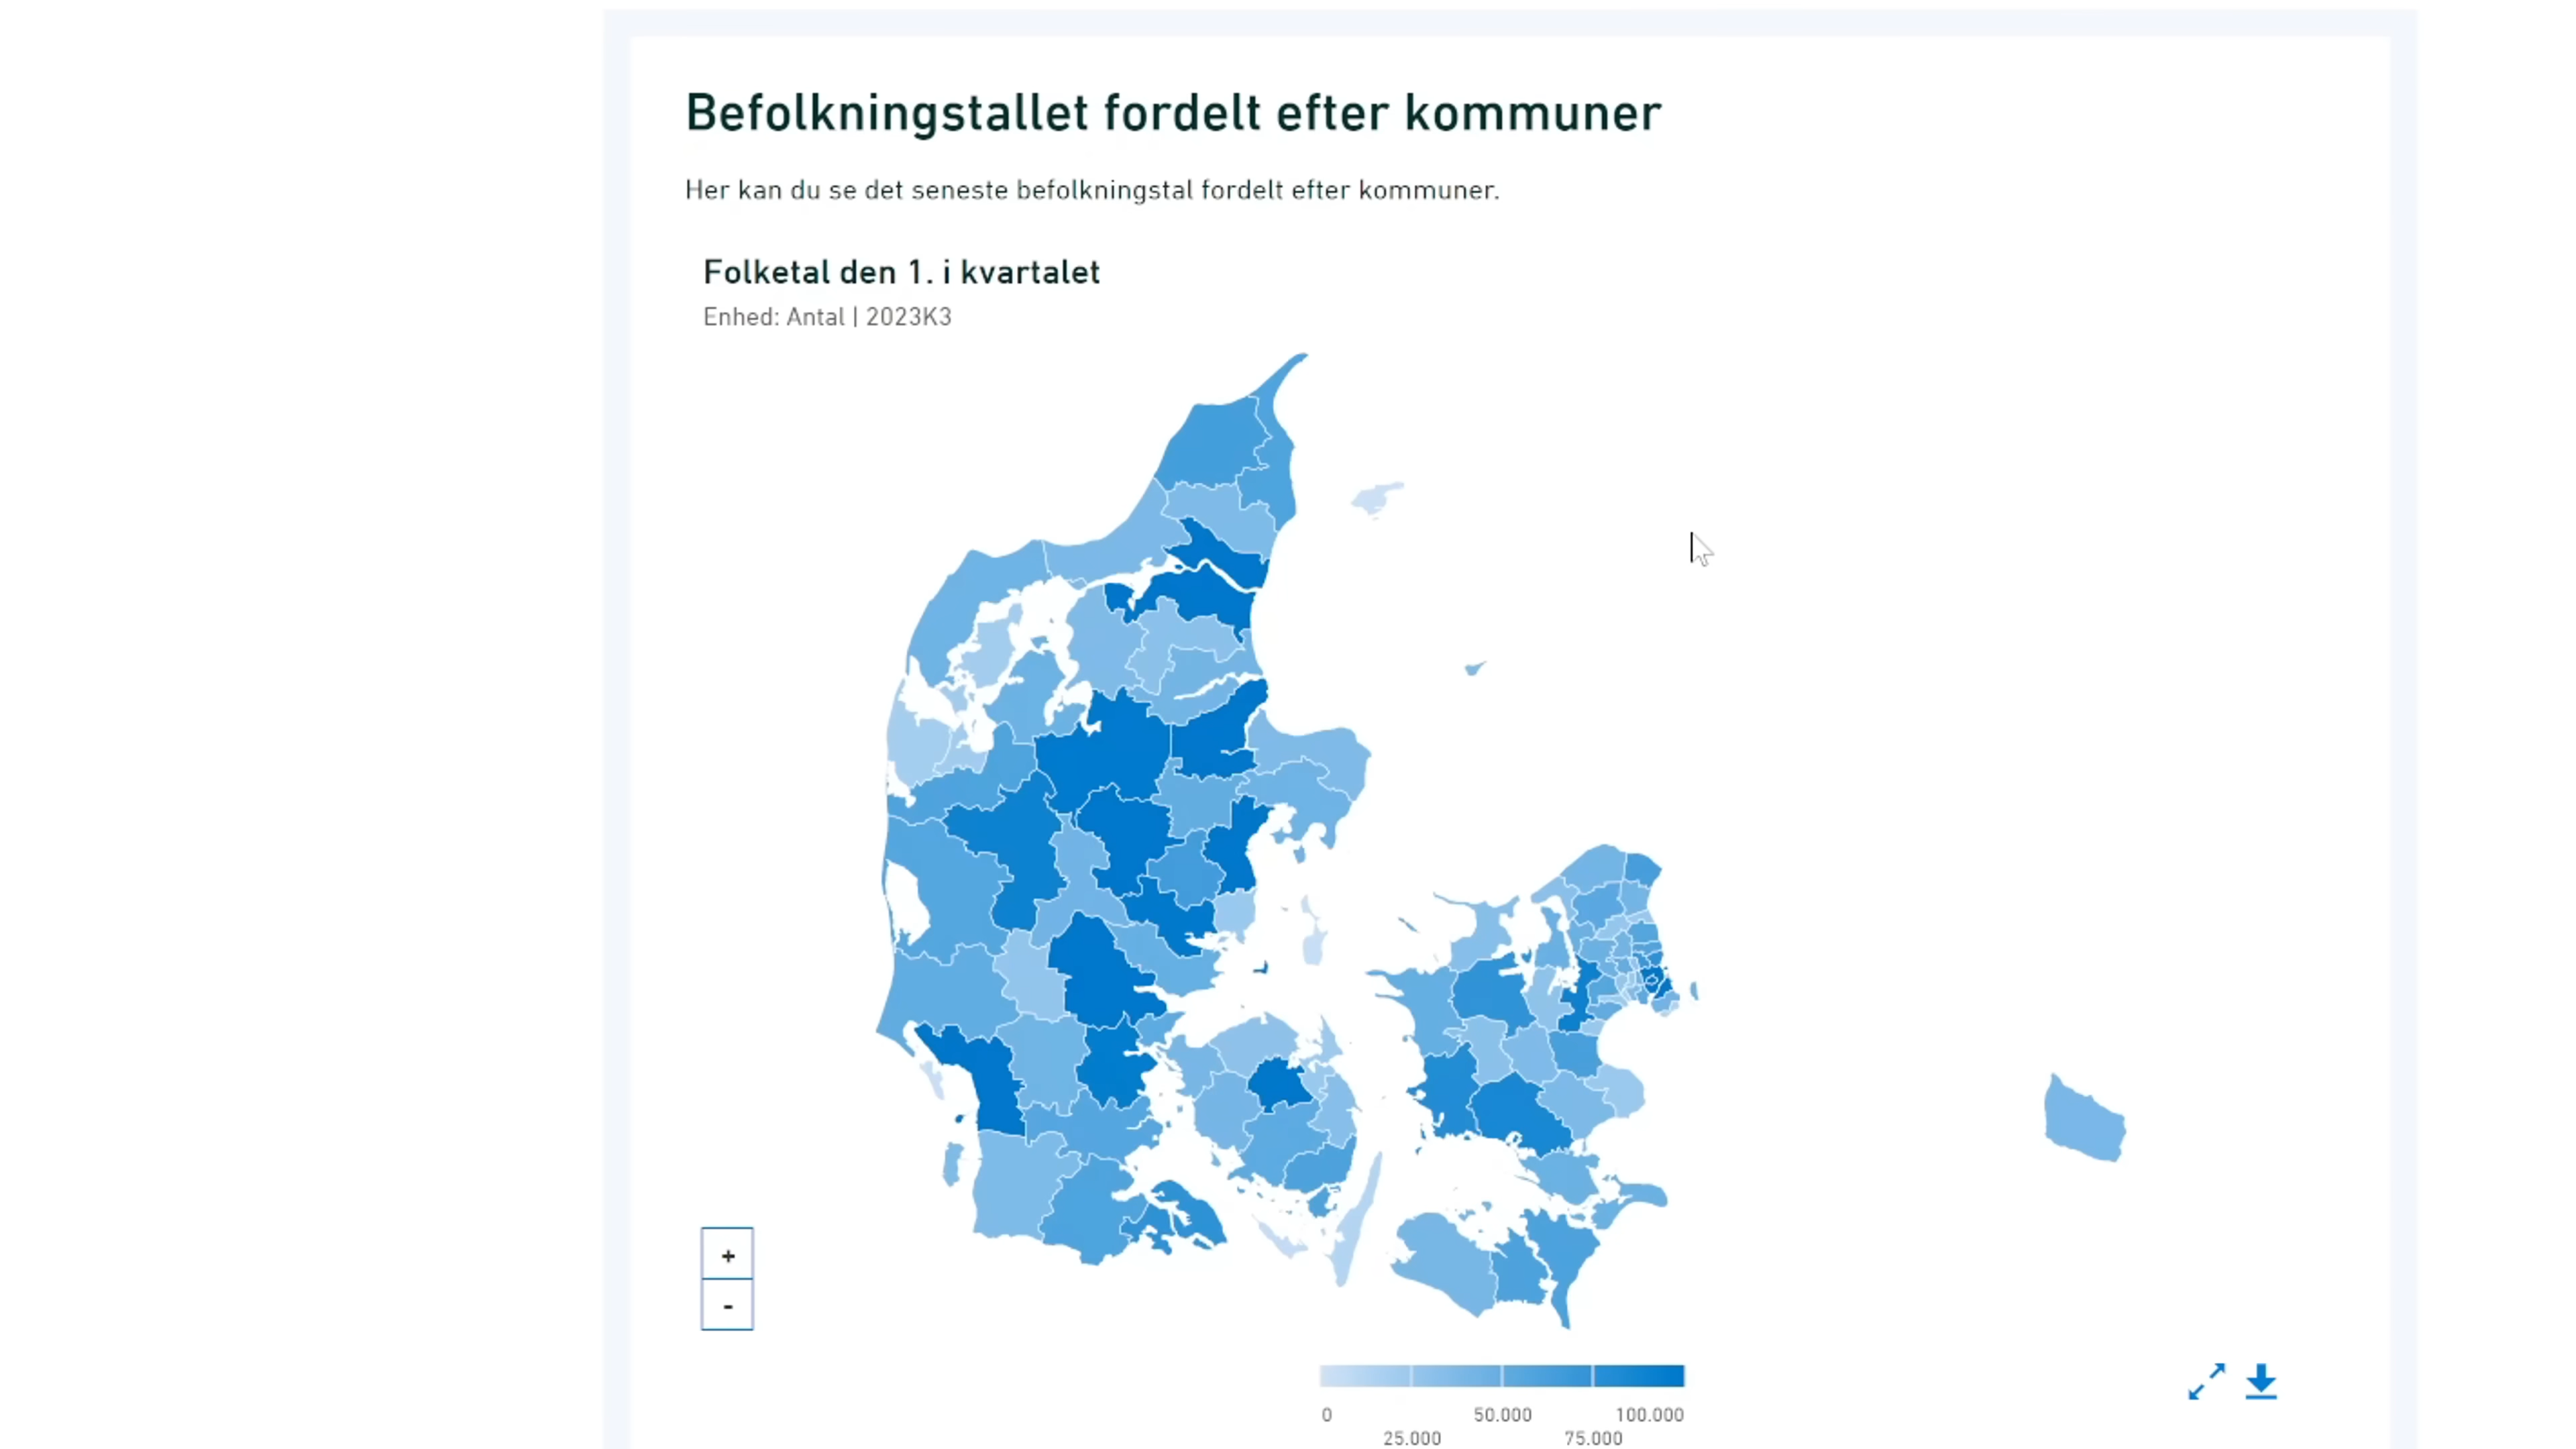 Befolkningstallet fordelt efter kommuner
Her kan du se det seneste befolkningstal fordelt efter kommuner.
Folketal den 1. i kvartalet
Enhed: Antal | 2023K3
+
-
0 50.000 100.000
25.000 75.000